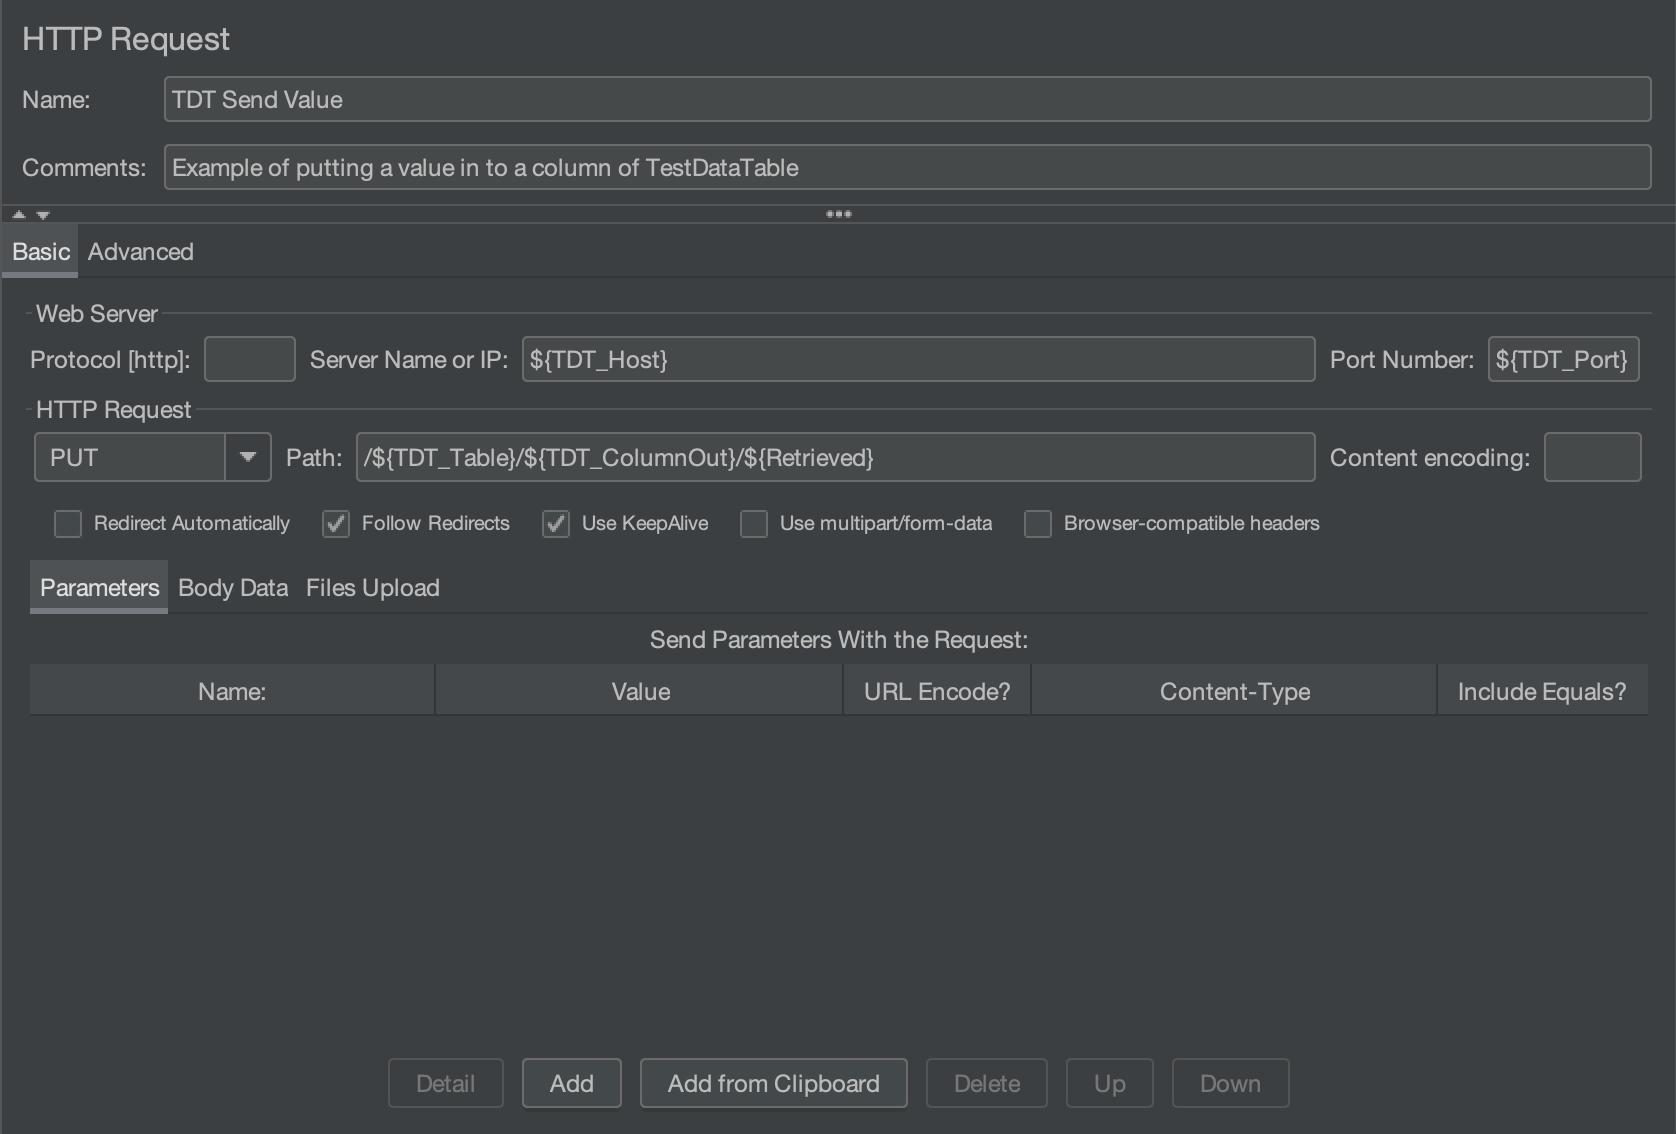 HTTP Request
Name: TDT Send Value
Comments: Example of putting a value in to a column of TestDataTable
Basic Advanced
Web Server
Protocol [http]: Server Name or IP: ${TDT_Host} Port Number: ${TDT_Port}
HTTP Request
PUT Path: /${TDT_Table}/${TDT_ColumnOut}/${Retrieved} Content encoding:
Redirect Automatically Follow Redirects Use KeepAlive Use multipart/form-data Browser-compatible headers
Parameters Body Data Files Upload
Send Parameters With the Request:
Name: Value URL Encode? Content-Type Include Equals?
Detail Add Add from Clipboard Delete Up Down